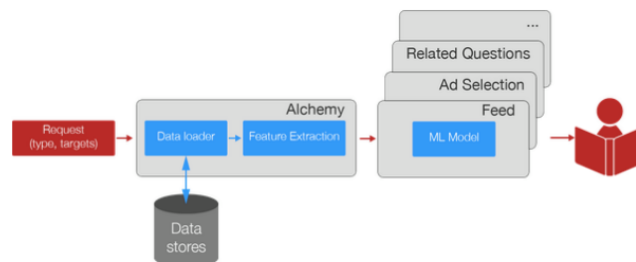 ...
Related Questions
Ad Selection
Alchemy
Feed
Request
(type, targets)
Data loader
Feature Extraction
ML Model
Data
stores